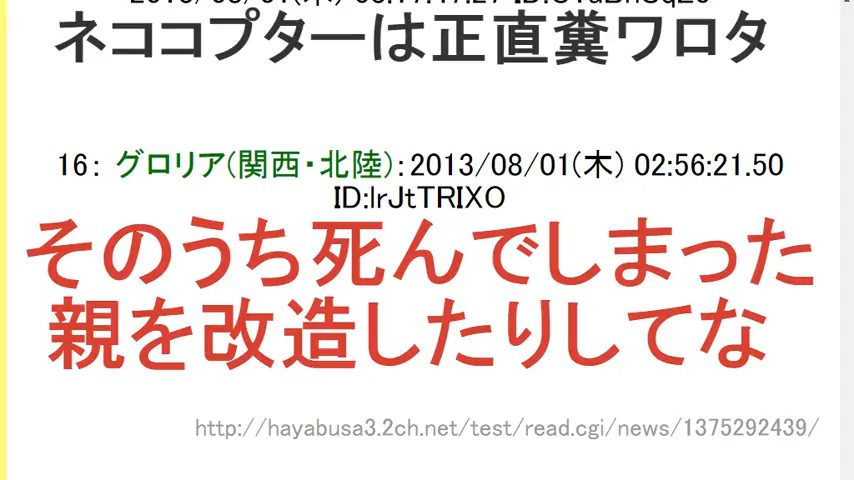 ネココプターは正直糞ワロタ
16： グロリア(関西・北陸)：2013/08/01(木) 02:56:21.50
ID:lrJtTRIXO
そのうち死んでしまった
親を改造したりしてな
http://hayabusa3.2ch.net/test/read.cgi/news/1375292439/